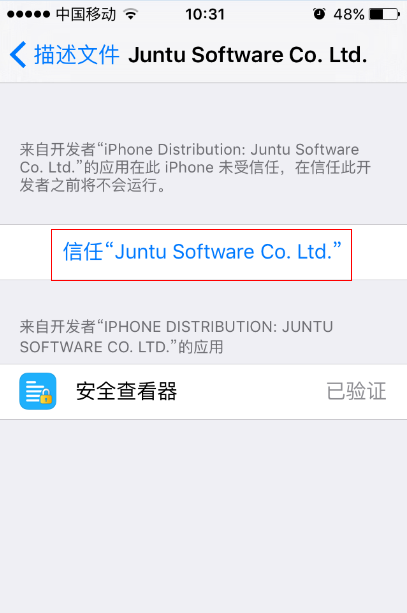 中国移动 10:31 48%
描述文件 Juntu Software Co. Ltd.
来自开发者“iPhone Distribution: Juntu Software
Co. Ltd.”的应用在此 iPhone 未受信任，在信任此开
发者之前将不会运行。
信任“Juntu Software Co. Ltd.”
来自开发者“IPHONE DISTRIBUTION: JUNTU
SOFTWARE CO. LTD.”的应用
安全查看器 已验证